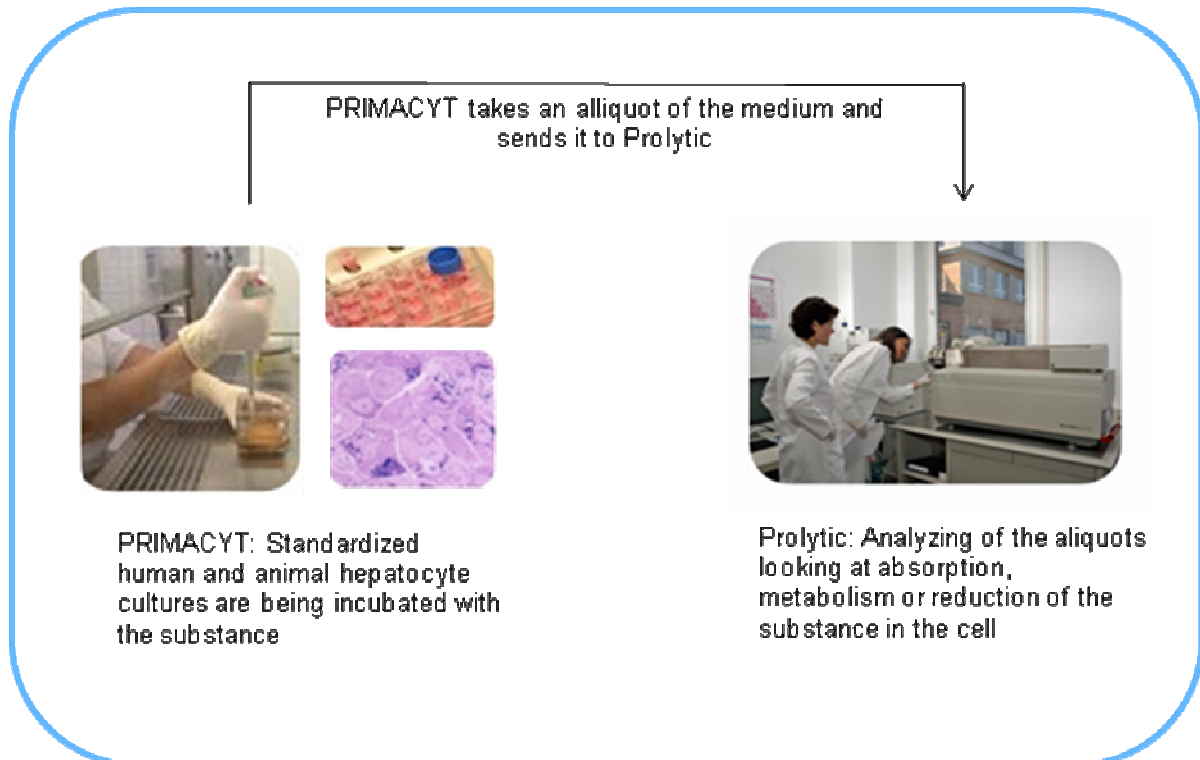 PRIMACYT takes an alliquot of the medium and
sends it to Prolytic
PRIMACYT: Standardized
human and animal hepatocyte
cultures are being incubated with
the substance
Prolytic: Analyzing of the aliquots
looking at absorption,
metabolism or reduction of the
substance in the cell